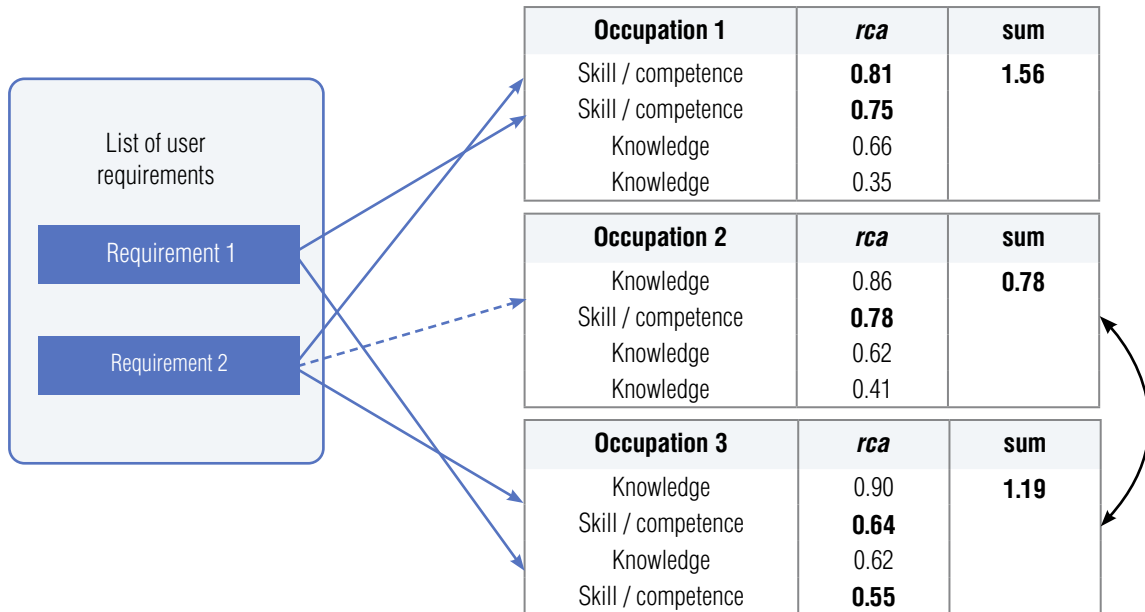 List of user
requirements
Requirement 1
Requirement 2
Occupation 1 rca sum
Skill / competence 0.81 1.56
Skill / competence 0.75
Knowledge 0.66
Knowledge 0.35
Occupation 2 rca sum
Knowledge 0.86 0.78
Skill / competence 0.78
Knowledge 0.62
Knowledge 0.41
Occupation 3 rca sum
Knowledge 0.90 1.19
Skill / competence 0.64
Knowledge 0.62
Skill / competence 0.55